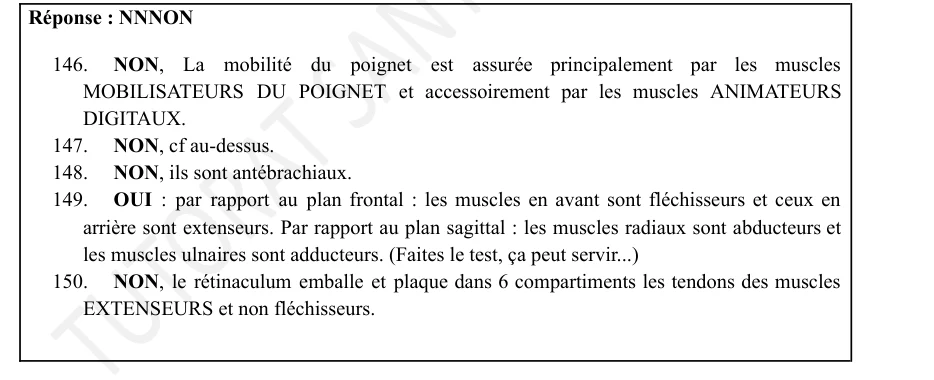 Réponse : NNNON
146. NON, La mobilité du poignet est assurée principalement par les muscles
MOBILISATEURS DU POIGNET et accessoirement par les muscles ANIMATEURS
DIGITAUX.
147. NON, cf au-dessus.
148. NON, ils sont antébrachiaux.
149. OUI : par rapport au plan frontal : les muscles en avant sont fléchisseurs et ceux en
arrière sont extenseurs. Par rapport au plan sagittal : les muscles radiaux sont abducteurs et
les muscles ulnaires sont adducteurs. (Faites le test, ça peut servir...)
150. NON, le rétinaculum emballe et plaque dans 6 compartiments les tendons des muscles
EXTENSEURS et non fléchisseurs.
TUTORAT SANT